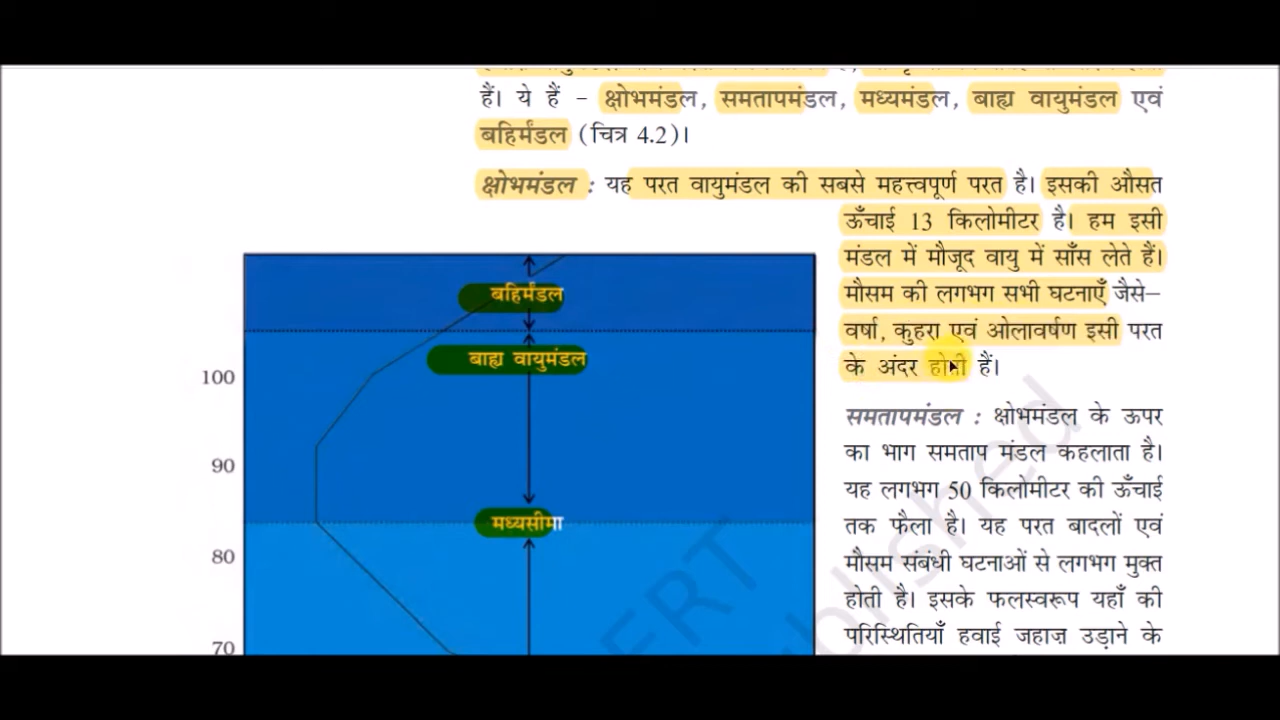 हैं। ये हैं - क्षोभमंडल, समतापमंडल, मध्यमंडल, बाह्य वायुमंडल एवं
बहिर्मंडल (चित्र 4.2)।
क्षोभमंडल : यह परत वायुमंडल की सबसे महत्त्वपूर्ण परत है। इसकी औसत
ऊँचाई 13 किलोमीटर है। हम इसी
मंडल में मौजूद वायु में साँस लेते हैं।
मौसम की लगभग सभी घटनाएँ जैसे–
वर्षा, कुहरा एवं ओलावर्षण इसी परत
के अंदर होती हैं।
समतापमंडल : क्षोभमंडल के ऊपर
का भाग समताप मंडल कहलाता है।
यह लगभग 50 किलोमीटर की ऊँचाई
तक फैला है। यह परत बादलों एवं
मौसम संबंधी घटनाओं से लगभग मुक्त
होती है। इसके फलस्वरूप यहाँ की
परिस्थितियाँ हवाई जहाज़ उड़ाने के
बहिर्मंडल
बाह्य वायुमंडल
100
90
मध्यसीमा
80
70